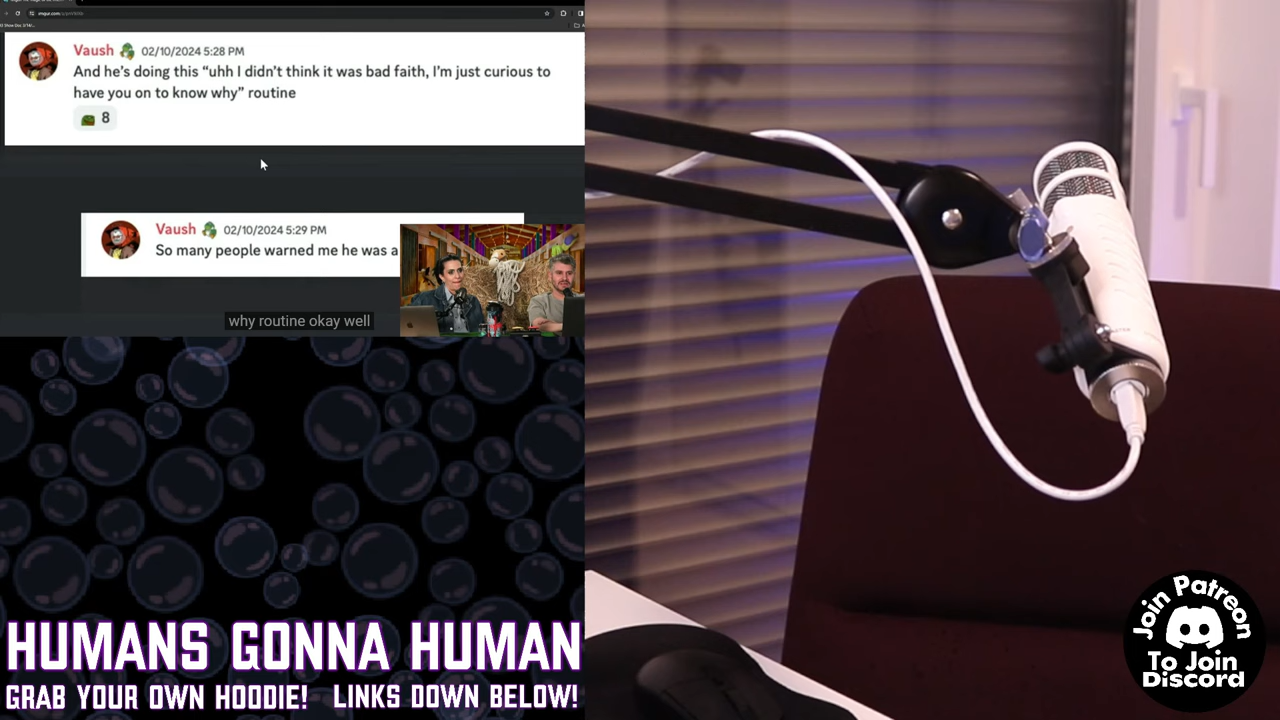 imgur.com
Vaush 02/10/2024 5:28 PM
And he's doing this “uhh I didn't think it was bad faith, I'm just curious to
have you on to know why” routine
8
Vaush 02/10/2024 5:29 PM
So many people warned me he was a
why routine okay well
HUMANS GONNA HUMAN
GRAB YOUR OWN HOODIE! LINKS DOWN BELOW!
Join Patreon
To Join
Discord